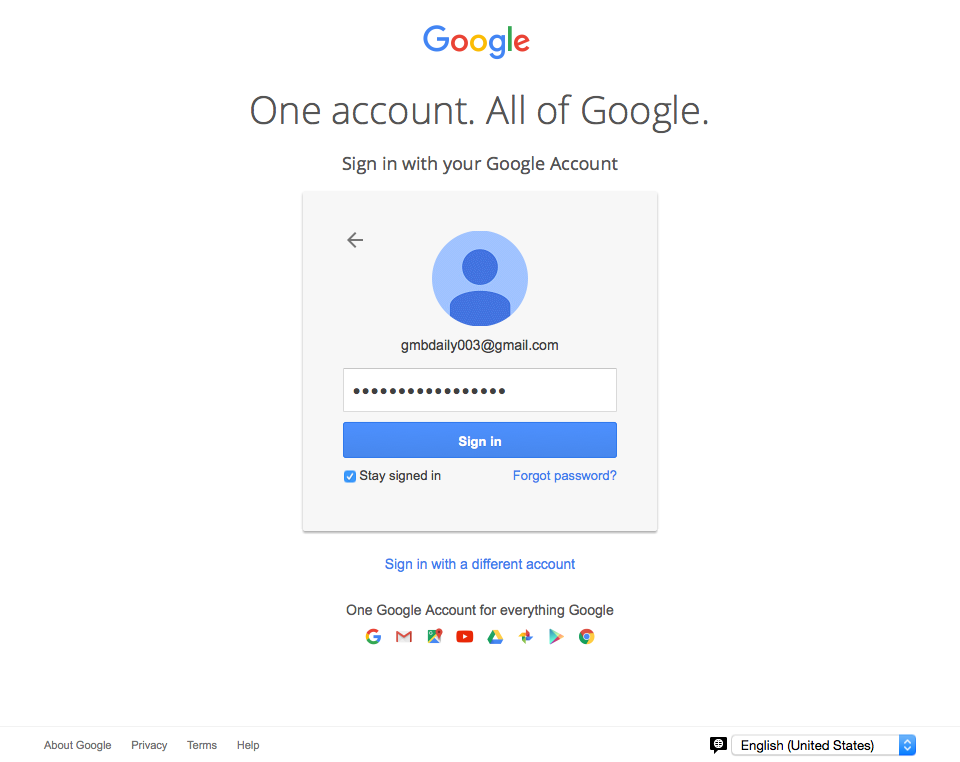 Google
One account. All of Google.
Sign in with your Google Account
gmbdaily003@gmail.com
•••••••••••••••••
Sign in
Stay signed in Forgot password?
Sign in with a different account
One Google Account for everything Google
About Google Privacy Terms Help English (United States)